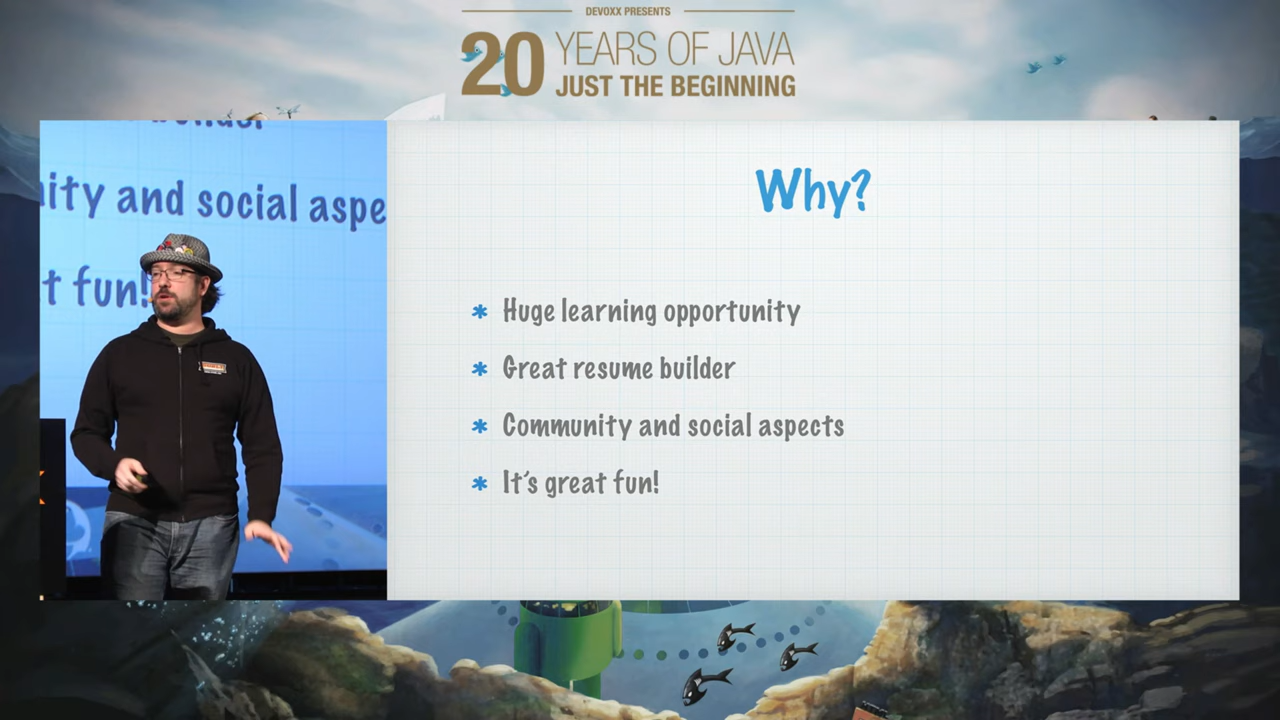 DEVOXX PRESENTS
20 YEARS OF JAVA
JUST THE BEGINNING
ity and social aspe
t fun!
Why?
* Huge learning opportunity
* Great resume builder
* Community and social aspects
* It's great fun!